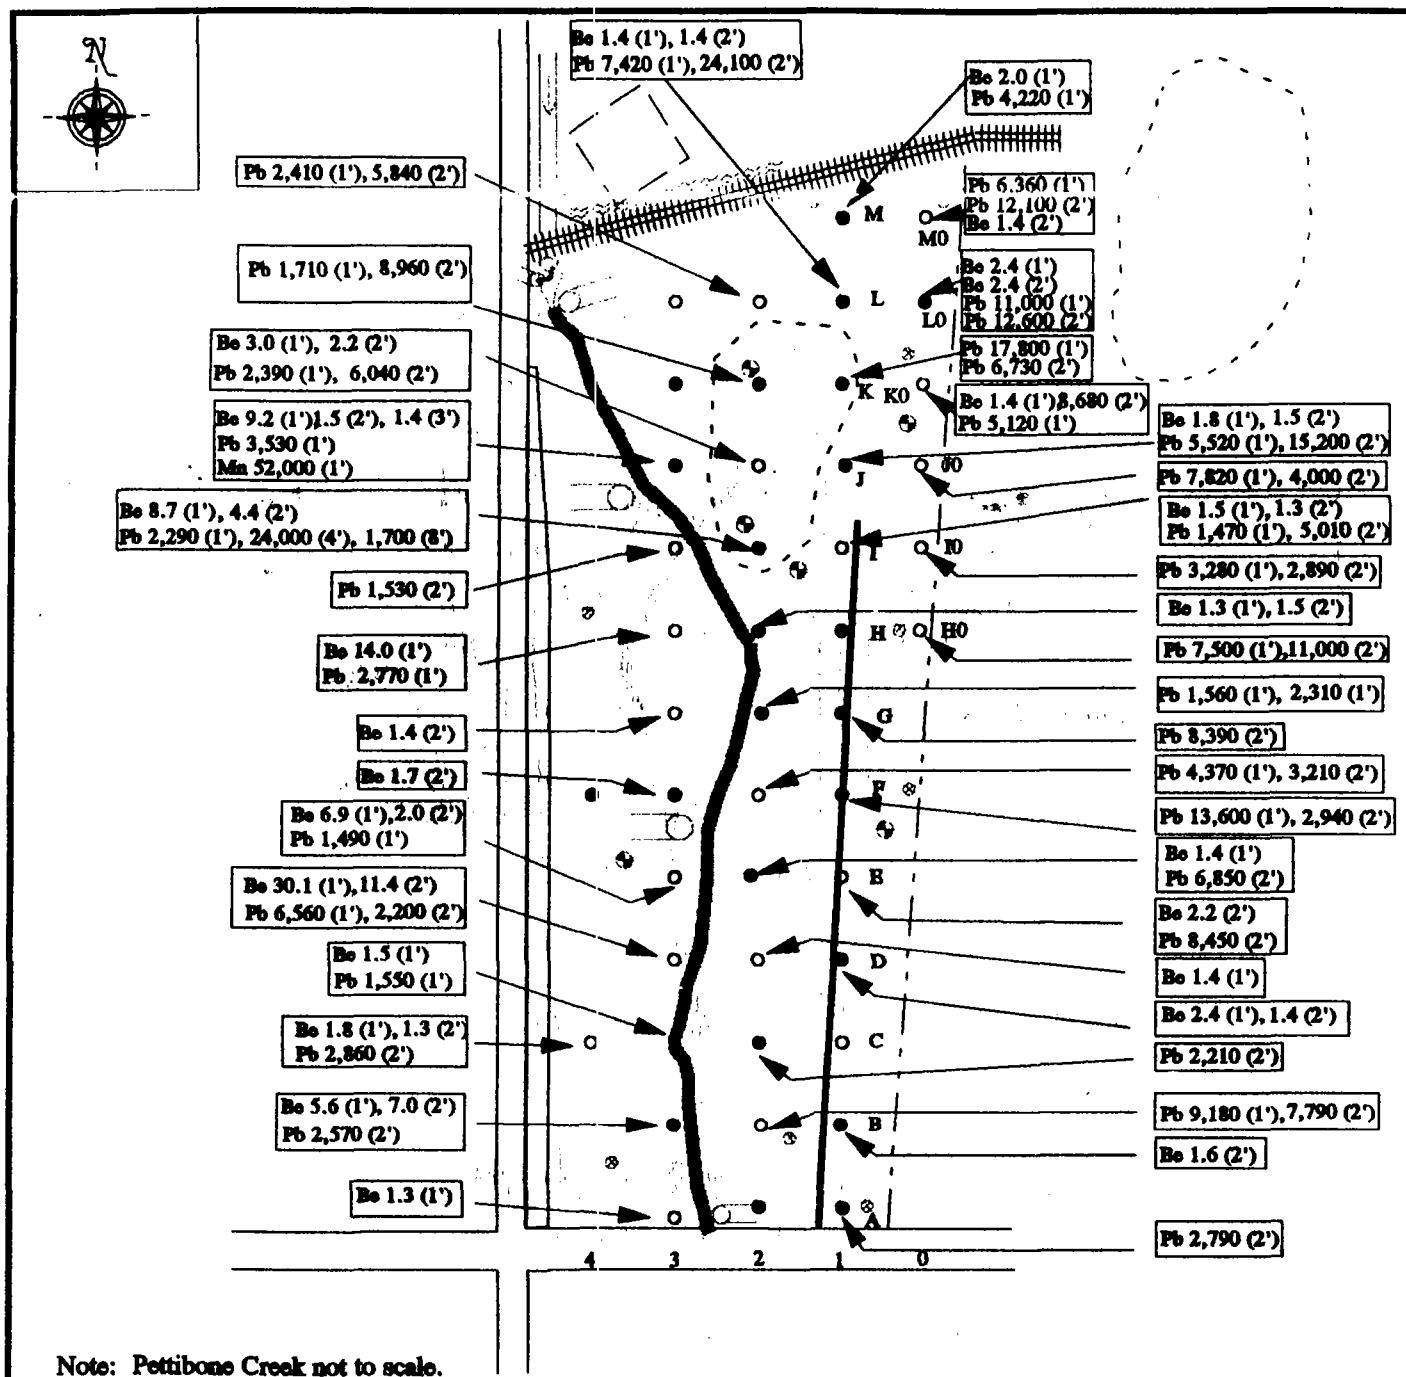 N
Be 1.4 (1'), 1.4 (2')
Pb 7,420 (1'), 24,100 (2')
Be 2.0 (1')
Pb 4,220 (1')
Pb 2,410 (1'), 5,840 (2')
Pb 6,360 (1')
Pb 12,100 (2')
Be 1.4 (2')
M
M0
Pb 1,710 (1'), 8,960 (2')
Be 2.4 (1')
Be 2.4 (2')
Pb 11,000 (1')
Pb 12,600 (2')
L
L0
Be 3.0 (1'), 2.2 (2')
Pb 2,390 (1'), 6,040 (2')
Pb 17,800 (1')
Pb 6,730 (2')
K
K0
Be 1.4 (1')8,680 (2')
Pb 5,120 (1')
Be 9.2 (1')1.5 (2'), 1.4 (3')
Pb 3,530 (1')
Mn 52,000 (1')
Be 1.8 (1'), 1.5 (2')
Pb 5,520 (1'), 15,200 (2')
J
J0
Pb 7,820 (1'), 4,000 (2')
Be 8.7 (1'), 4.4 (2')
Pb 2,290 (1'), 24,000 (4'), 1,700 (8')
Be 1.5 (1'), 1.3 (2')
Pb 1,470 (1'), 5,010 (2')
I
I0
Pb 1,530 (2')
Pb 3,280 (1'), 2,890 (2')
Be 1.3 (1'), 1.5 (2')
H
H0
Be 14.0 (1')
Pb 2,770 (1')
Pb 7,500 (1'),11,000 (2')
Pb 1,560 (1'), 2,310 (1')
G
Be 1.4 (2')
Pb 8,390 (2')
Be 1.7 (2')
Pb 4,370 (1'), 3,210 (2')
F
Be 6.9 (1'),2.0 (2')
Pb 1,490 (1')
Pb 13,600 (1'), 2,940 (2')
Be 1.4 (1')
Pb 6,850 (2')
E
Be 30.1 (1'),11.4 (2')
Pb 6,560 (1'), 2,200 (2')
Be 2.2 (2')
Pb 8,450 (2')
D
Be 1.5 (1')
Pb 1,550 (1')
Be 1.4 (1')
Be 2.4 (1'), 1.4 (2')
Be 1.8 (1'), 1.3 (2')
Pb 2,860 (2')
C
Pb 2,210 (2')
Be 5.6 (1'), 7.0 (2')
Pb 2,570 (2')
B
Pb 9,180 (1'),7,790 (2')
Be 1.6 (2')
Be 1.3 (1')
A
Pb 2,790 (2')
4 3 2 1 0
Note: Pettibone Creek not to scale.